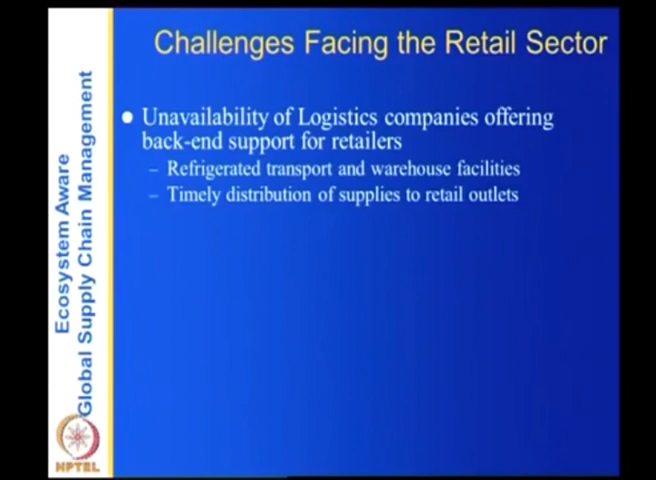 Challenges Facing the Retail Sector
Unavailability of Logistics companies offering
back-end support for retailers
– Refrigerated transport and warehouse facilities
– Timely distribution of supplies to retail outlets
Ecosystem Aware
Global Supply Chain Management
NPTEL